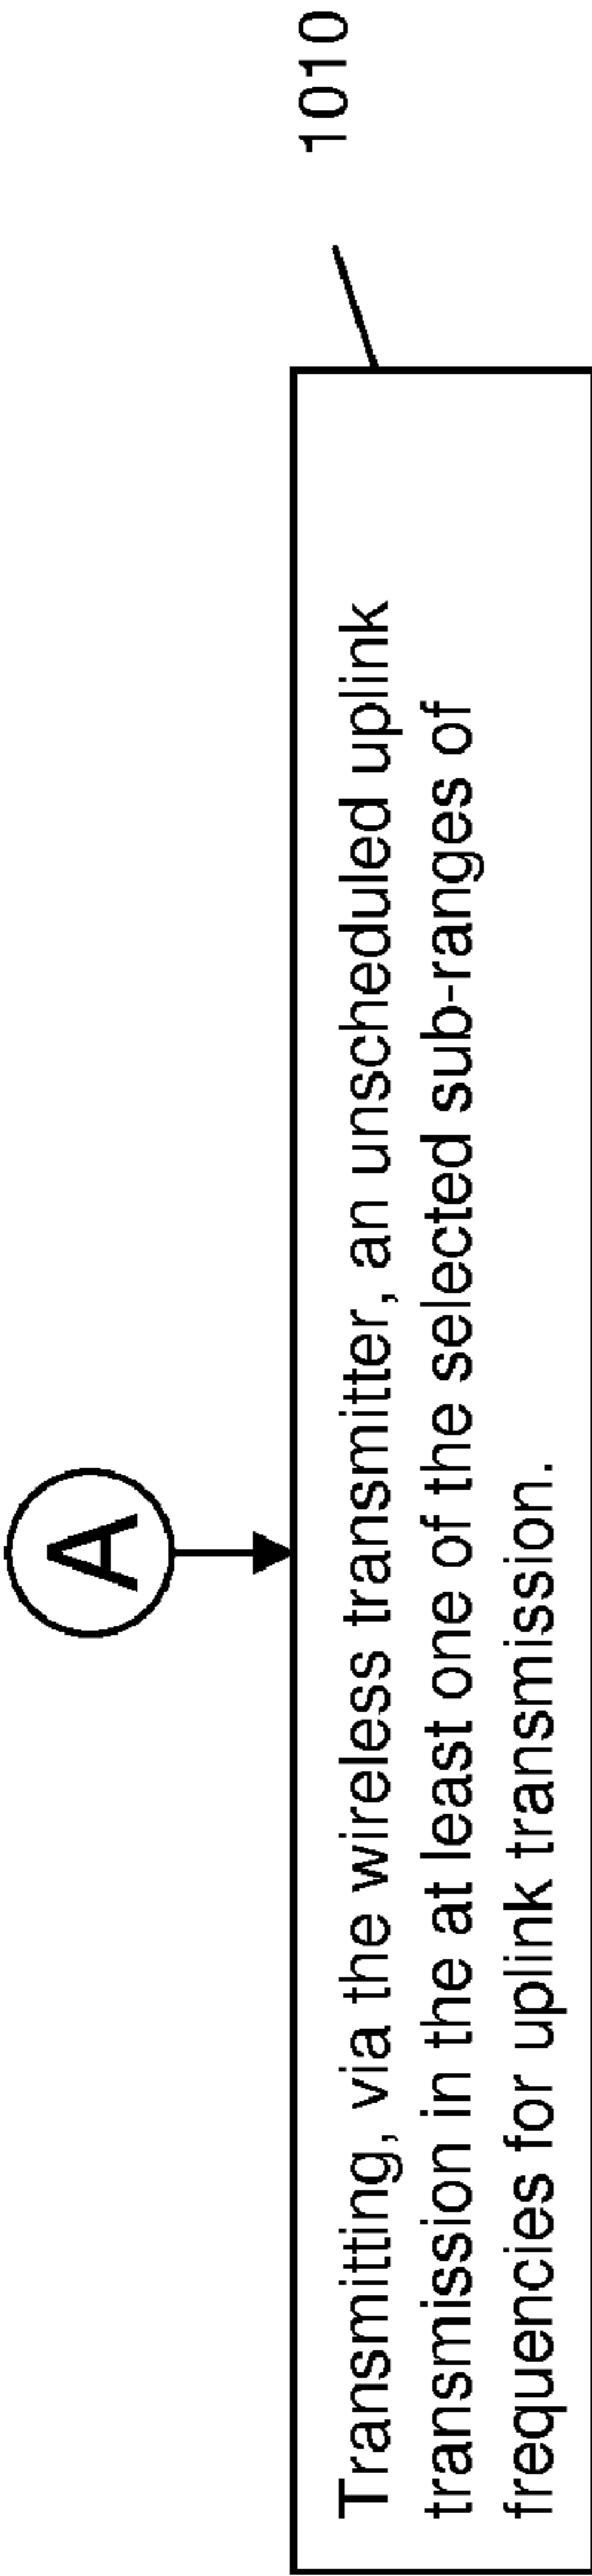 A
1010
Transmitting, via the wireless transmitter, an unscheduled uplink
transmission in the at least one of the selected sub-ranges of
frequencies for uplink transmission.